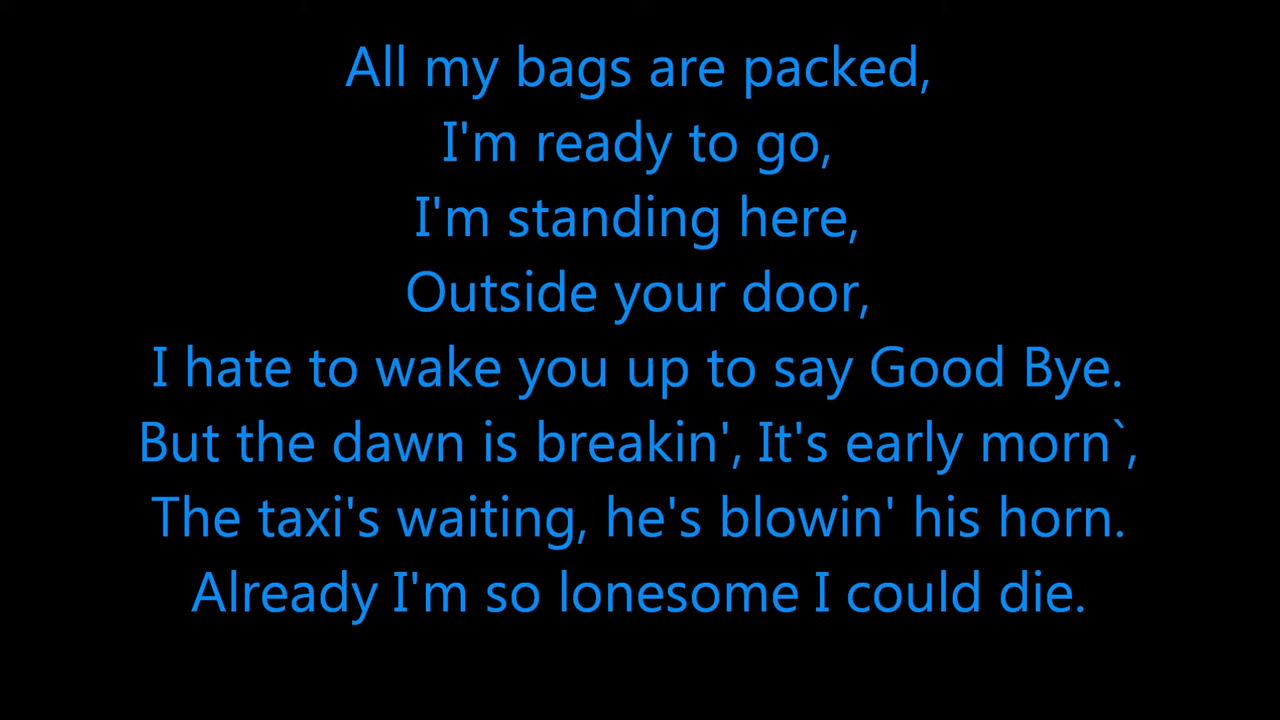 All my bags are packed,
I'm ready to go,
I'm standing here,
Outside your door,
I hate to wake you up to say Good Bye.
But the dawn is breakin', It's early morn`,
The taxi's waiting, he's blowin' his horn.
Already I'm so lonesome I could die.